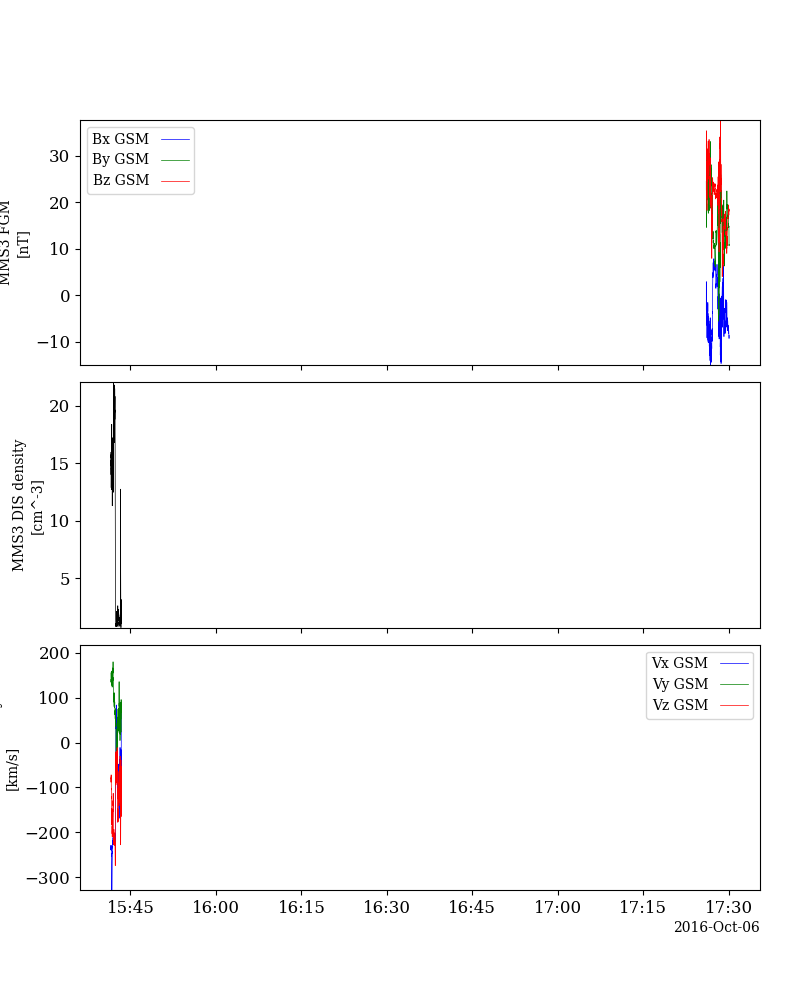 Bx GSM
By GSM
Bz GSM
MMS3 FGM
[nT]
30
20
10
0
−10
MMS3 DIS density
[cm^-3]
20
15
10
5
Vx GSM
Vy GSM
Vz GSM
[km/s]
200
100
0
−100
−200
−300
15:45 16:00 16:15 16:30 16:45 17:00 17:15 17:30
2016-Oct-06